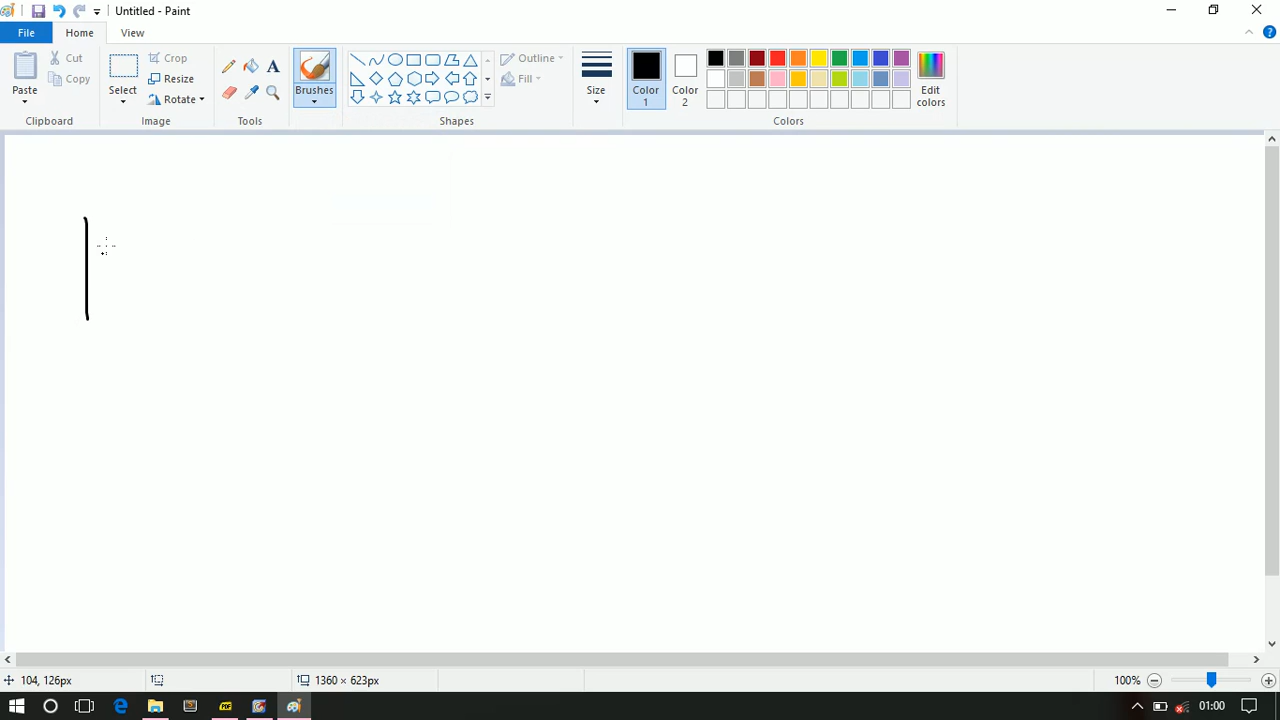 Untitled - Paint
File Home View
Paste Cut Copy Select Crop Resize Rotate A Brushes Outline Fill Size Color 1 Color 2 Edit colors
Clipboard Image Tools Shapes Colors
104, 126px 1360 × 623px 100%
PDF 01:00